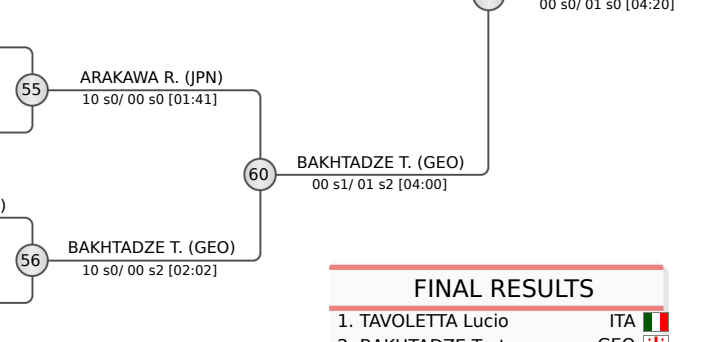 00 s0/ 01 s0 [04:20]
55
ARAKAWA R. (JPN)
10 s0/ 00 s0 [01:41]
60
BAKHTADZE T. (GEO)
00 s1/ 01 s2 [04:00]
)
56
BAKHTADZE T. (GEO)
10 s0/ 00 s2 [02:02]
FINAL RESULTS
1. TAVOLETTA Lucio ITA